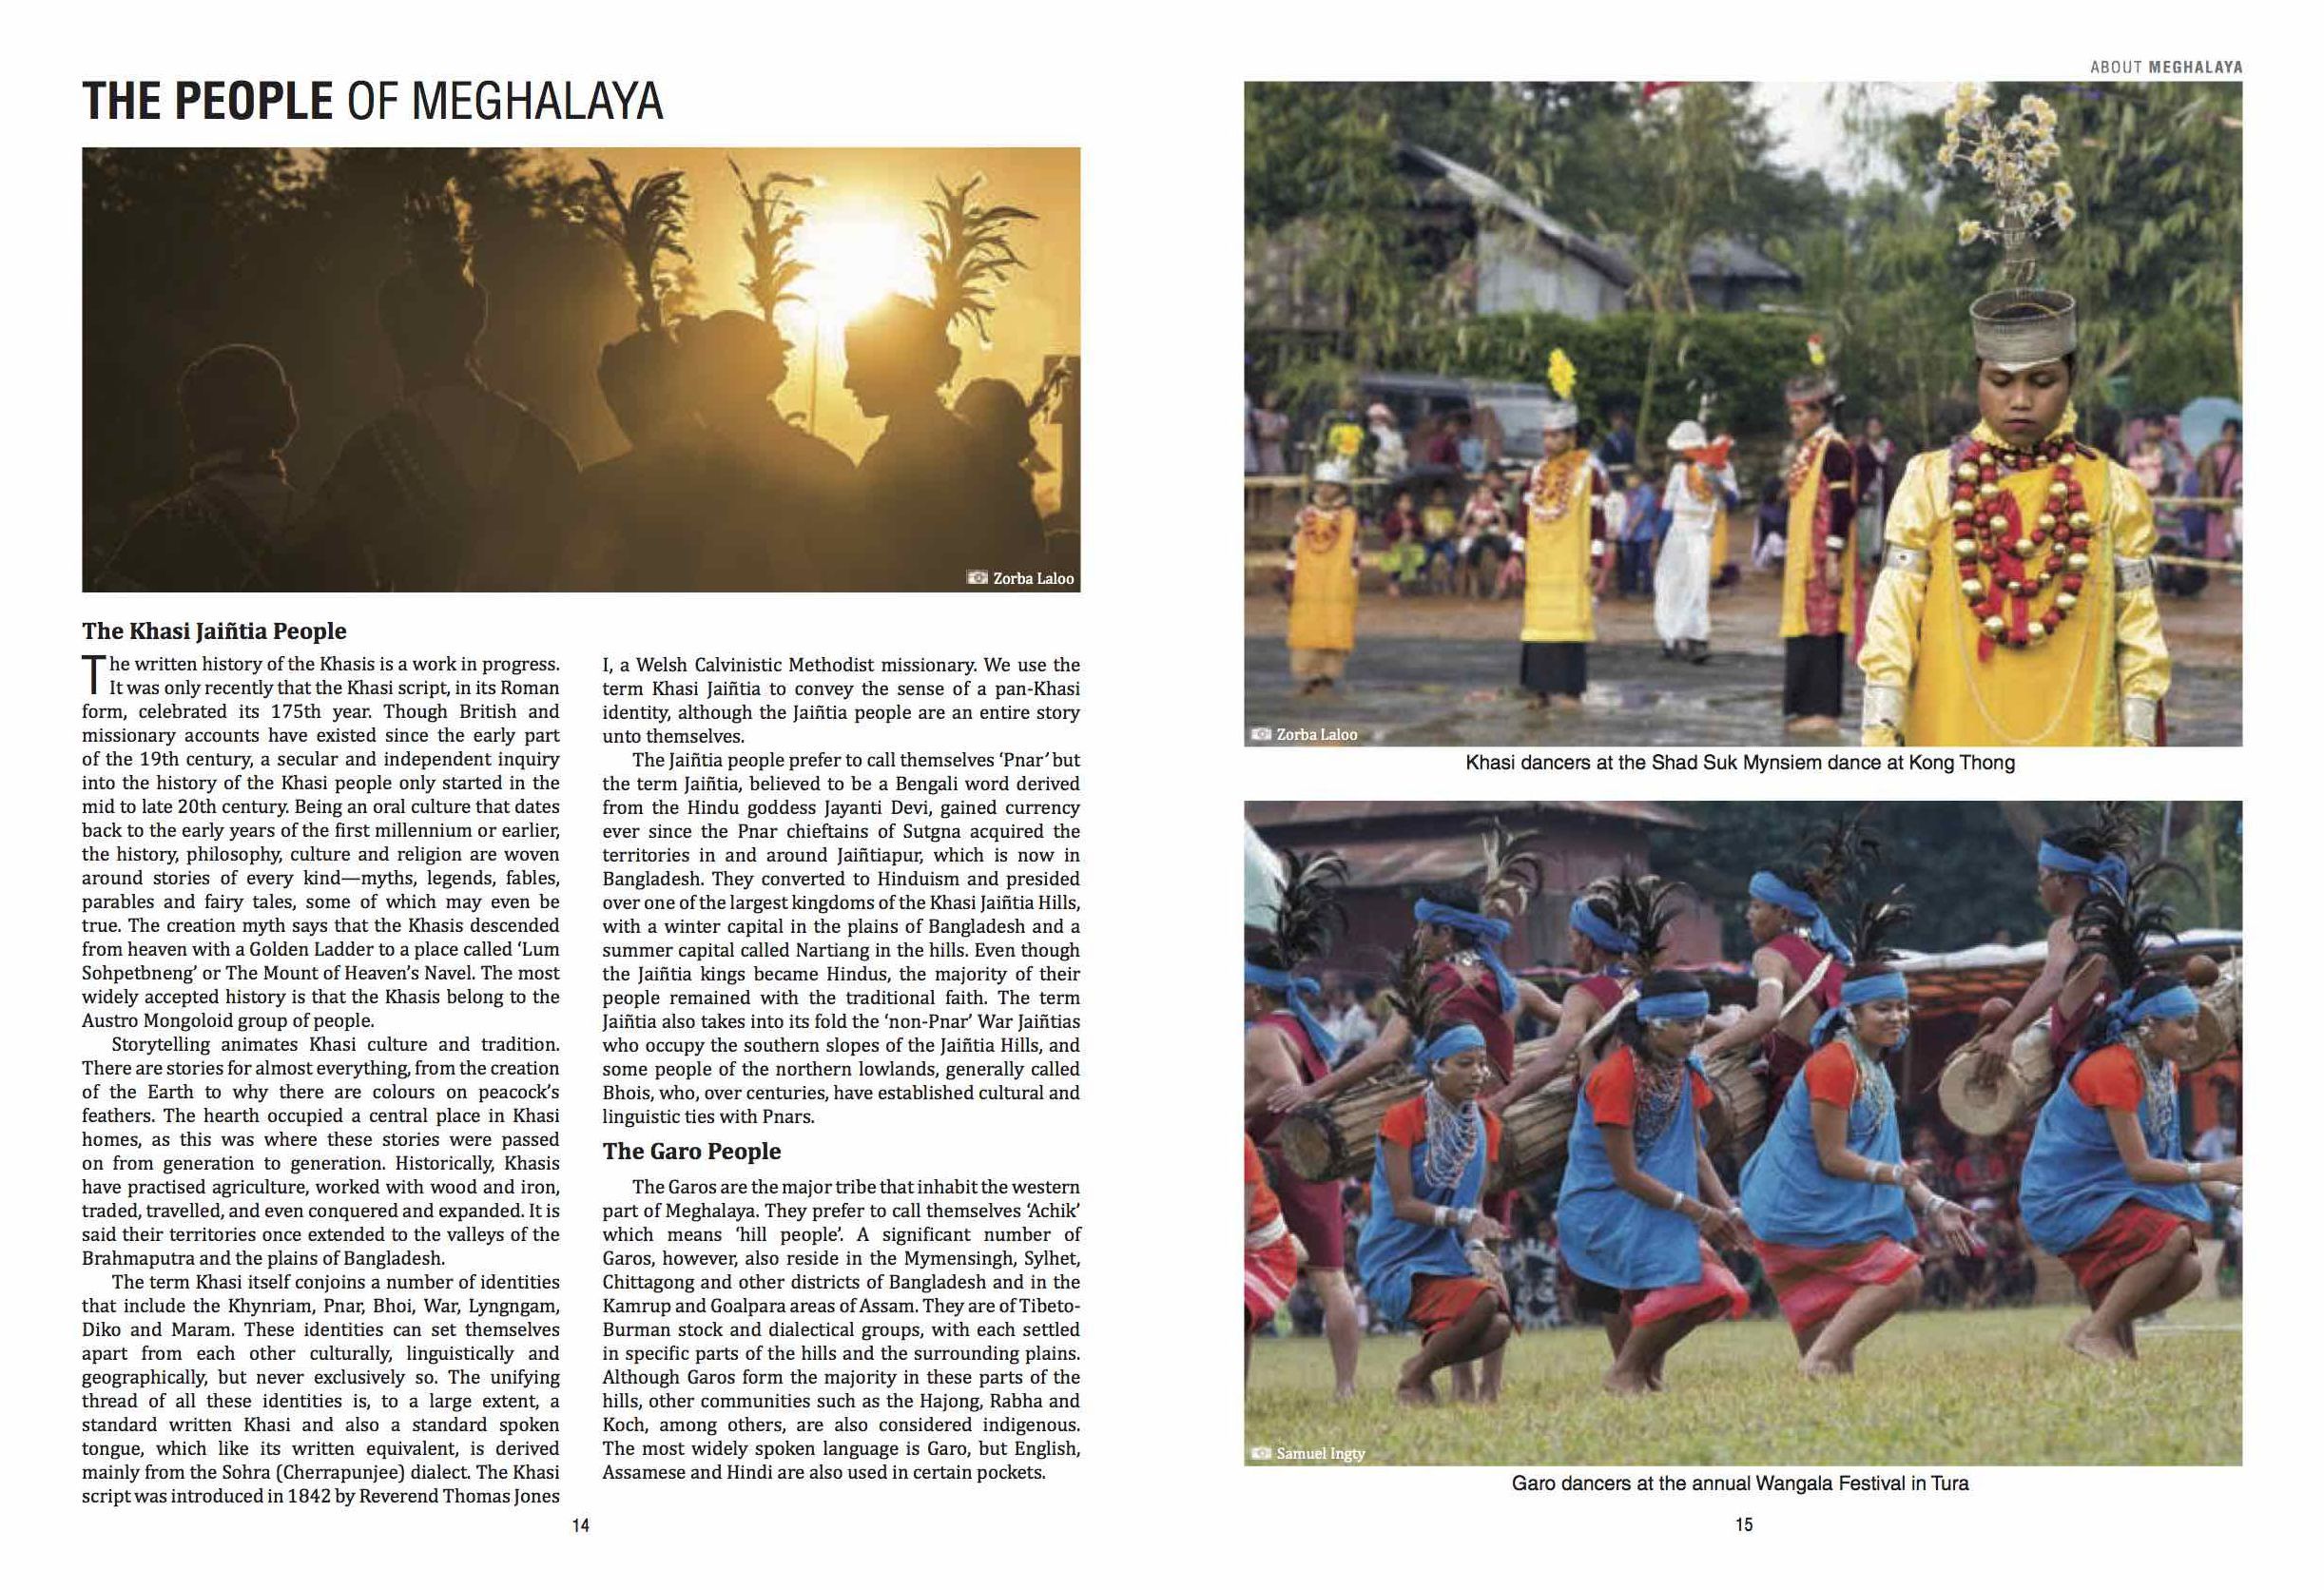 THE PEOPLE OF MEGHALAYA
Zorba Laloo
The Khasi Jaiñtia People
The written history of the Khasis is a work in progress.
It was only recently that the Khasi script, in its Roman
form, celebrated its 175th year. Though British and
missionary accounts have existed since the early part
of the 19th century, a secular and independent inquiry
into the history of the Khasi people only started in the
mid to late 20th century. Being an oral culture that dates
back to the early years of the first millennium or earlier,
the history, philosophy, culture and religion are woven
around stories of every kind—myths, legends, fables,
parables and fairy tales, some of which may even be
true. The creation myth says that the Khasis descended
from heaven with a Golden Ladder to a place called ‘Lum
Sohpetbneng’ or The Mount of Heaven’s Navel. The most
widely accepted history is that the Khasis belong to the
Austro Mongoloid group of people.
Storytelling animates Khasi culture and tradition.
There are stories for almost everything, from the creation
of the Earth to why there are colours on peacock’s
feathers. The hearth occupied a central place in Khasi
homes, as this was where these stories were passed
on from generation to generation. Historically, Khasis
have practised agriculture, worked with wood and iron,
traded, travelled, and even conquered and expanded. It is
said their territories once extended to the valleys of the
Brahmaputra and the plains of Bangladesh.
The term Khasi itself conjoins a number of identities
that include the Khynriam, Pnar, Bhoi, War, Lyngngam,
Diko and Maram. These identities can set themselves
apart from each other culturally, linguistically and
geographically, but never exclusively so. The unifying
thread of all these identities is, to a large extent, a
standard written Khasi and also a standard spoken
tongue, which like its written equivalent, is derived
mainly from the Sohra (Cherrapunjee) dialect. The Khasi
script was introduced in 1842 by Reverend Thomas Jones
I, a Welsh Calvinistic Methodist missionary. We use the
term Khasi Jaiñtia to convey the sense of a pan-Khasi
identity, although the Jaiñtia people are an entire story
unto themselves.
The Jaiñtia people prefer to call themselves ‘Pnar’ but
the term Jaiñtia, believed to be a Bengali word derived
from the Hindu goddess Jayanti Devi, gained currency
ever since the Pnar chieftains of Sutgna acquired the
territories in and around Jaiñtiapur, which is now in
Bangladesh. They converted to Hinduism and presided
over one of the largest kingdoms of the Khasi Jaiñtia Hills,
with a winter capital in the plains of Bangladesh and a
summer capital called Nartiang in the hills. Even though
the Jaiñtia kings became Hindus, the majority of their
people remained with the traditional faith. The term
Jaiñtia also takes into its fold the ‘non-Pnar’ War Jaiñtias
who occupy the southern slopes of the Jaiñtia Hills, and
some people of the northern lowlands, generally called
Bhois, who, over centuries, have established cultural and
linguistic ties with Pnars.
The Garo People
The Garos are the major tribe that inhabit the western
part of Meghalaya. They prefer to call themselves ‘Achik’
which means ‘hill people’. A significant number of
Garos, however, also reside in the Mymensingh, Sylhet,
Chittagong and other districts of Bangladesh and in the
Kamrup and Goalpara areas of Assam. They are of Tibeto-
Burman stock and dialectical groups, with each settled
in specific parts of the hills and the surrounding plains.
Although Garos form the majority in these parts of the
hills, other communities such as the Hajong, Rabha and
Koch, among others, are also considered indigenous.
The most widely spoken language is Garo, but English,
Assamese and Hindi are also used in certain pockets.
14
ABOUT MEGHALAYA
Zorba Laloo
Khasi dancers at the Shad Suk Mynsiem dance at Kong Thong
Samuel Ingty
Garo dancers at the annual Wangala Festival in Tura
15